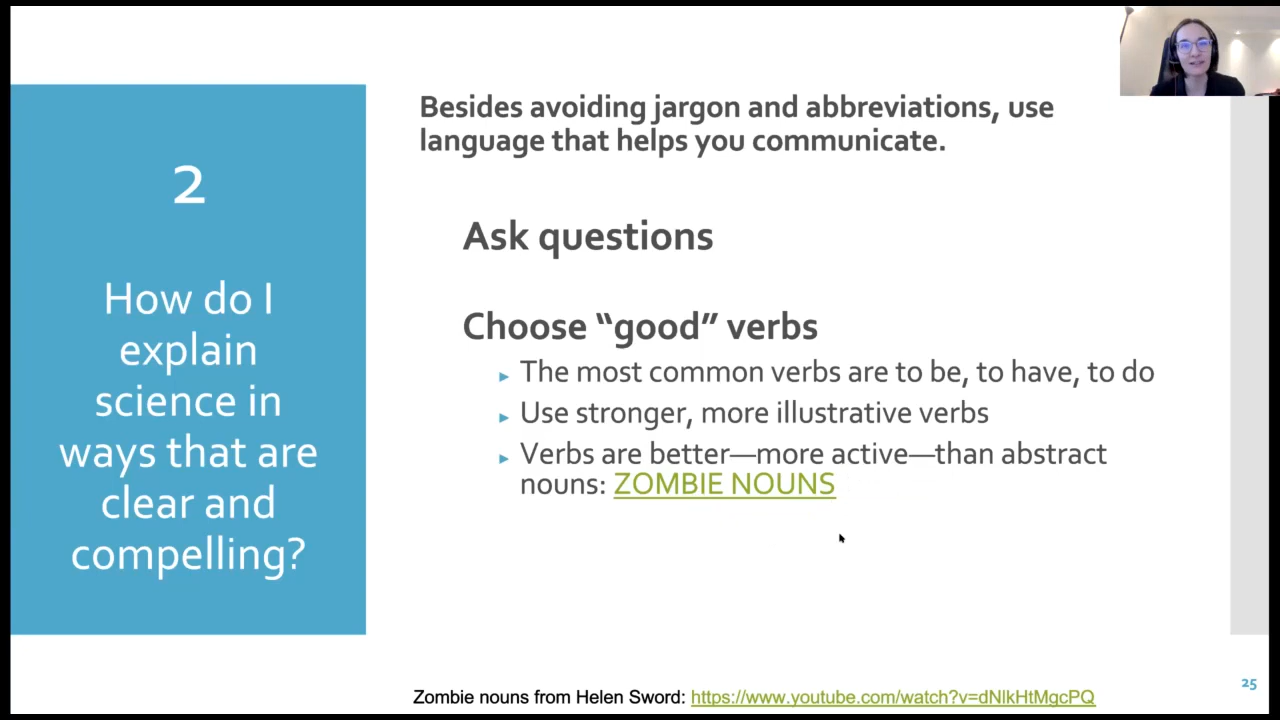 2
How do I
explain
science in
ways that are
clear and
compelling?
Besides avoiding jargon and abbreviations, use
language that helps you communicate.
Ask questions
Choose “good” verbs
► The most common verbs are to be, to have, to do
► Use stronger, more illustrative verbs
► Verbs are better—more active—than abstract
nouns: ZOMBIE NOUNS
Zombie nouns from Helen Sword: https://www.youtube.com/watch?v=dNlkHtMgcPQ
25